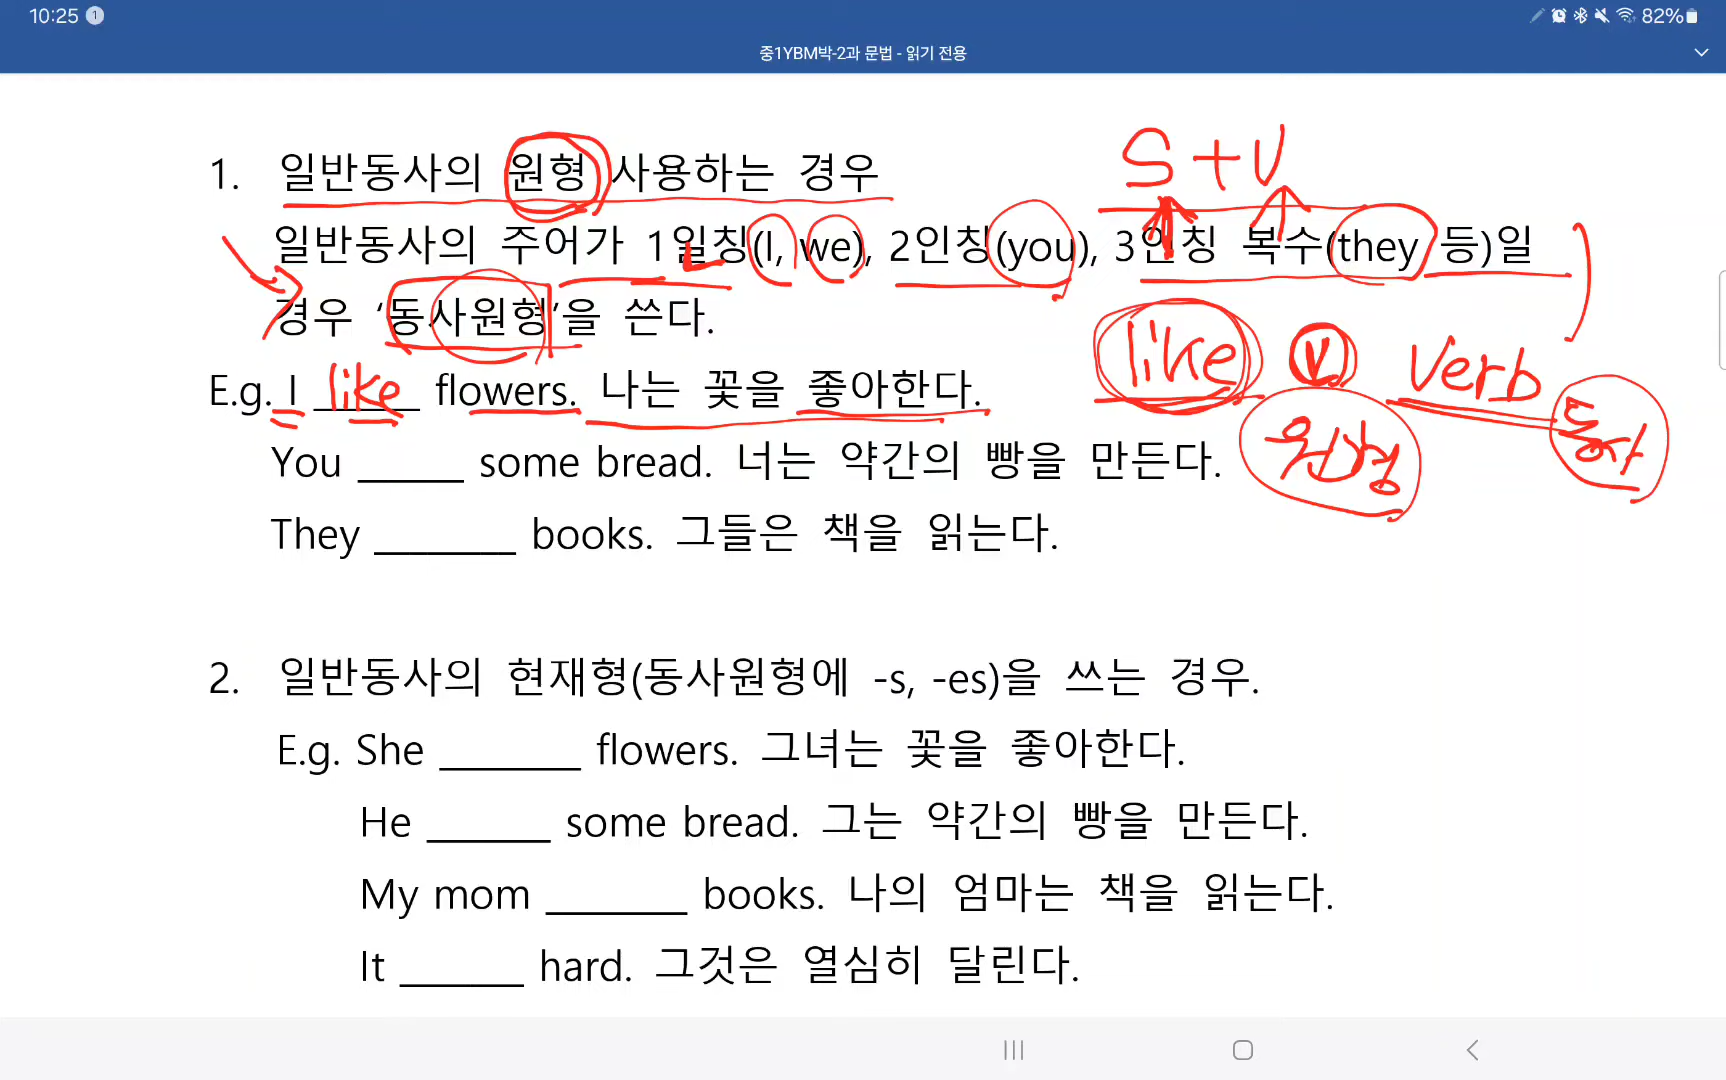 10:25 1 82%
중1YBM박-2과 문법 - 읽기 전용
S+V
1. 일반동사의 원형 사용하는 경우
일반동사의 주어가 1인칭(I, we), 2인칭(you), 3인칭 복수(they 등)일
경우 '동사원형'을 쓴다.
like V Verb 동사
원형
E.g. I like flowers. 나는 꽃을 좋아한다.
You _____ some bread. 너는 약간의 빵을 만든다.
They ______ books. 그들은 책을 읽는다.
2. 일반동사의 현재형(동사원형에 -s, -es)을 쓰는 경우.
E.g. She ______ flowers. 그녀는 꽃을 좋아한다.
He _____ some bread. 그는 약간의 빵을 만든다.
My mom ______ books. 나의 엄마는 책을 읽는다.
It _____ hard. 그것은 열심히 달린다.